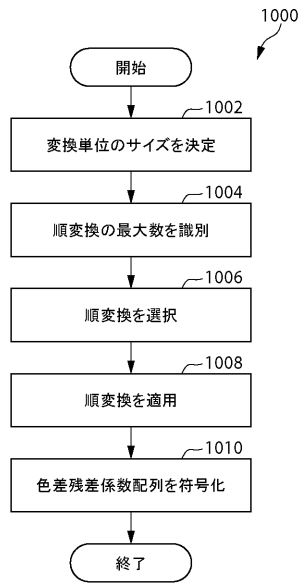 1000
開始
1002
変換単位のサイズを決定
1004
順変換の最大数を識別
1006
順変換を選択
1008
順変換を適用
1010
色差残差係数配列を符号化
終了